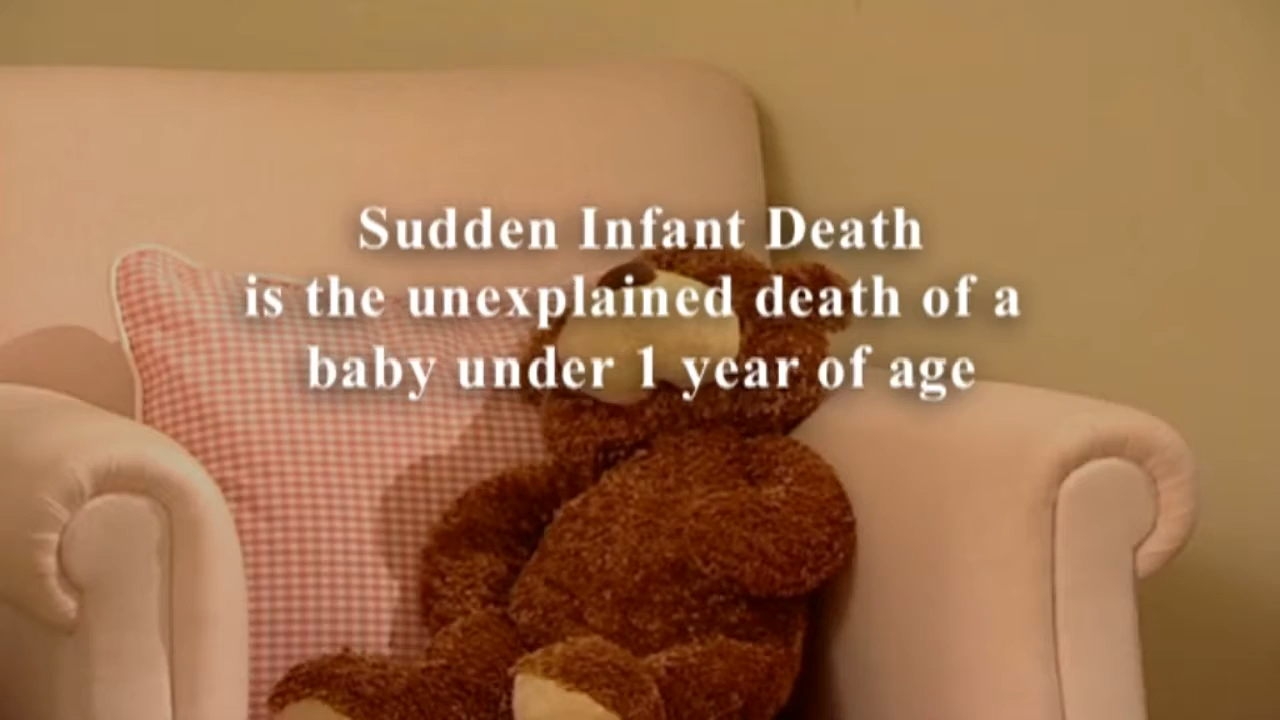 Sudden Infant Death
is the unexplained death of a
baby under 1 year of age